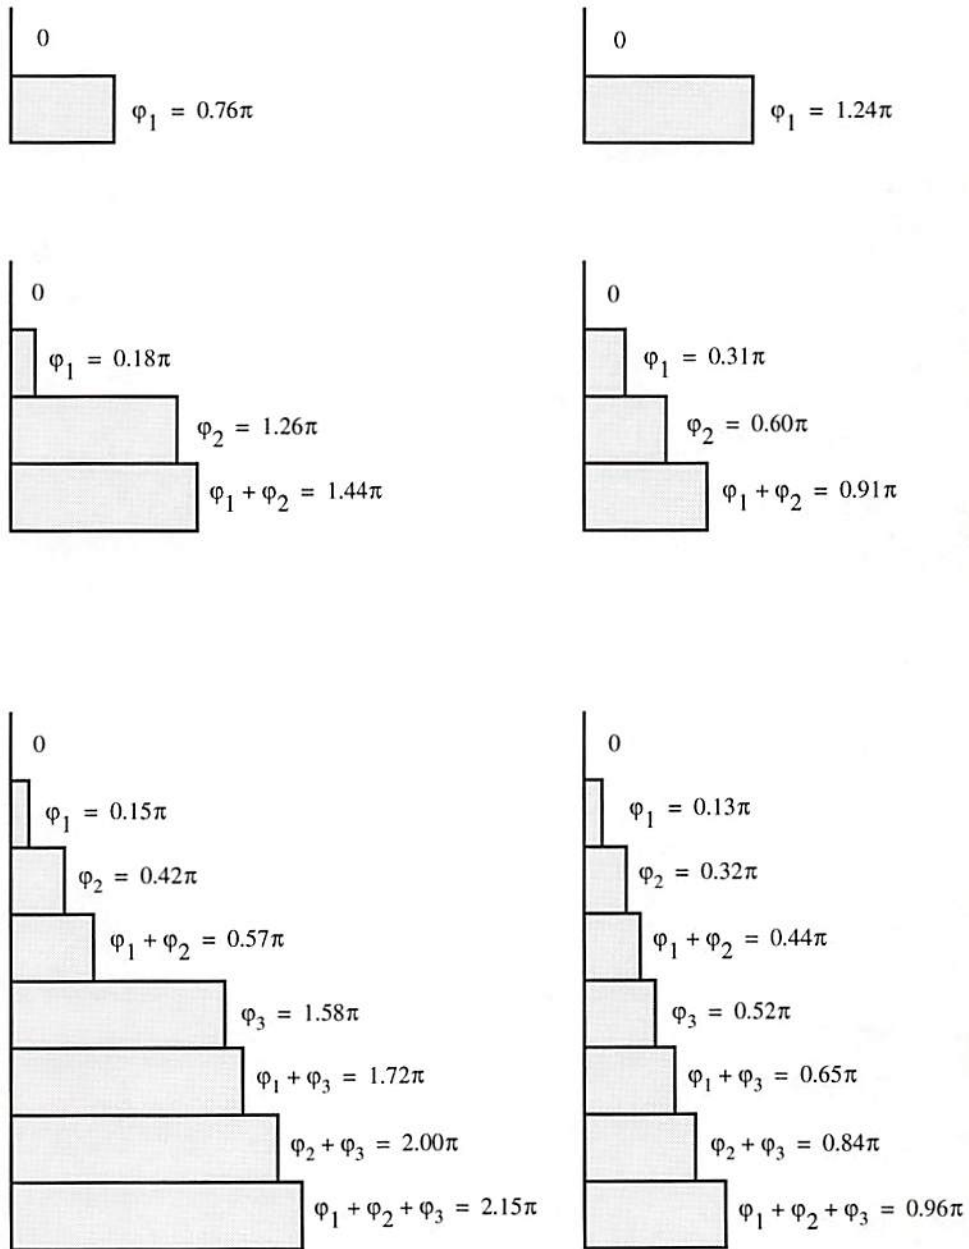 0
φ1 = 0.76π
0
φ1 = 1.24π
0
φ1 = 0.18π
φ2 = 1.26π
φ1 + φ2 = 1.44π
0
φ1 = 0.31π
φ2 = 0.60π
φ1 + φ2 = 0.91π
0
φ1 = 0.15π
φ2 = 0.42π
φ1 + φ2 = 0.57π
φ3 = 1.58π
φ1 + φ3 = 1.72π
φ2 + φ3 = 2.00π
φ1 + φ2 + φ3 = 2.15π
0
φ1 = 0.13π
φ2 = 0.32π
φ1 + φ2 = 0.44π
φ3 = 0.52π
φ1 + φ3 = 0.65π
φ2 + φ3 = 0.84π
φ1 + φ2 + φ3 = 0.96π